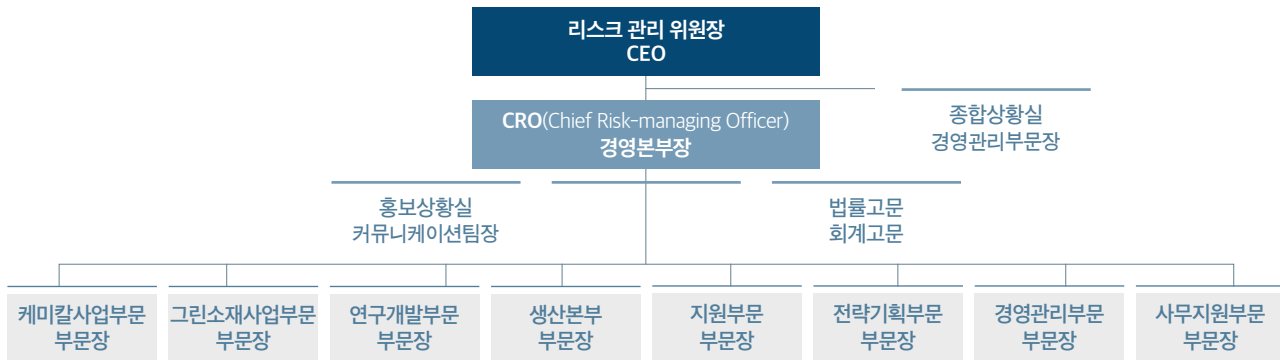 리스크 관리 위원장
CEO
CRO(Chief Risk-managing Officer)
경영본부장
종합상황실
경영관리부문장
홍보상황실
커뮤니케이션팀장
법률고문
회계고문
케미칼사업부문
부문장
그린소재사업부문
부문장
연구개발부문
부문장
생산본부
부문장
지원부문
부문장
전략기획부문
부문장
경영관리부문
부문장
사무지원부문
부문장